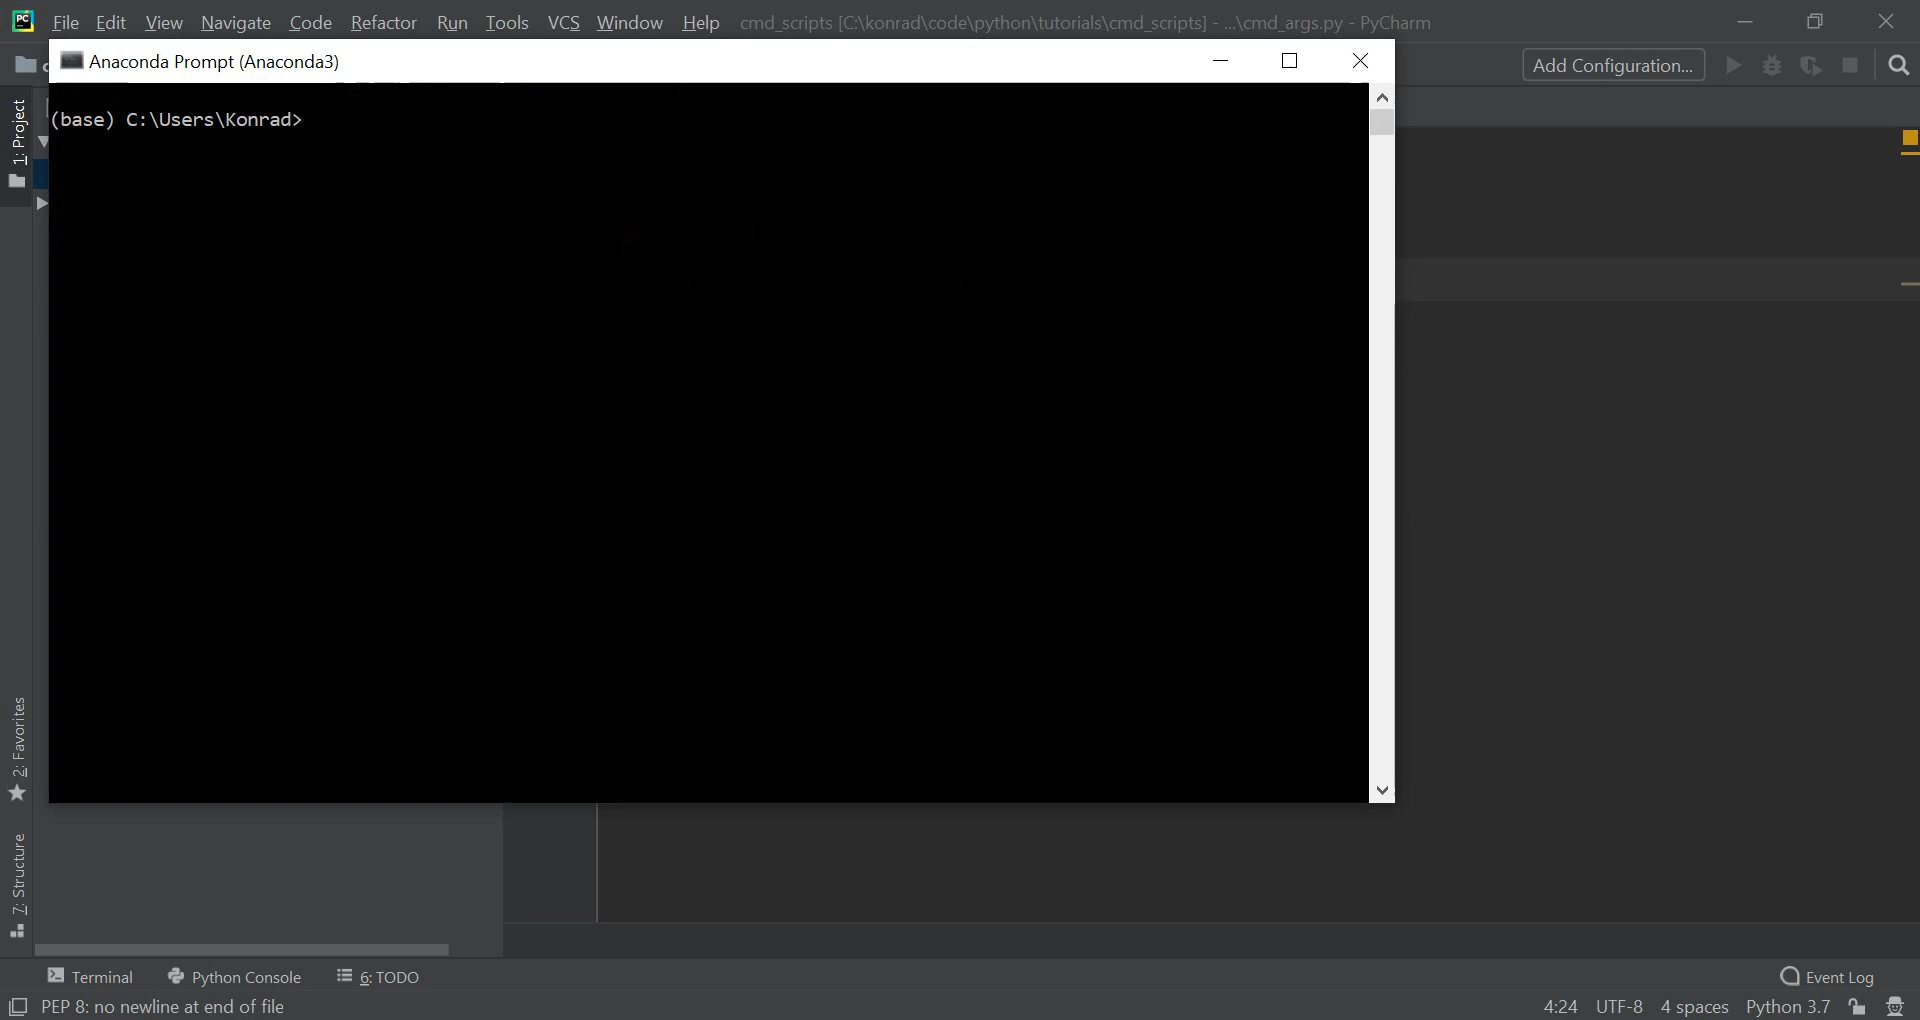 File Edit View Navigate Code Refactor Run Tools VCS Window Help cmd_scripts [C:\konrad\code\python\tutorials\cmd_scripts] - ...\cmd_args.py - PyCharm
Anaconda Prompt (Anaconda3)
Add Configuration...
(base) C:\Users\Konrad>
1: Project
2: Favorites
7: Structure
Terminal Python Console 6: TODO Event Log
PEP 8: no newline at end of file 4:24 UTF-8 4 spaces Python 3.7